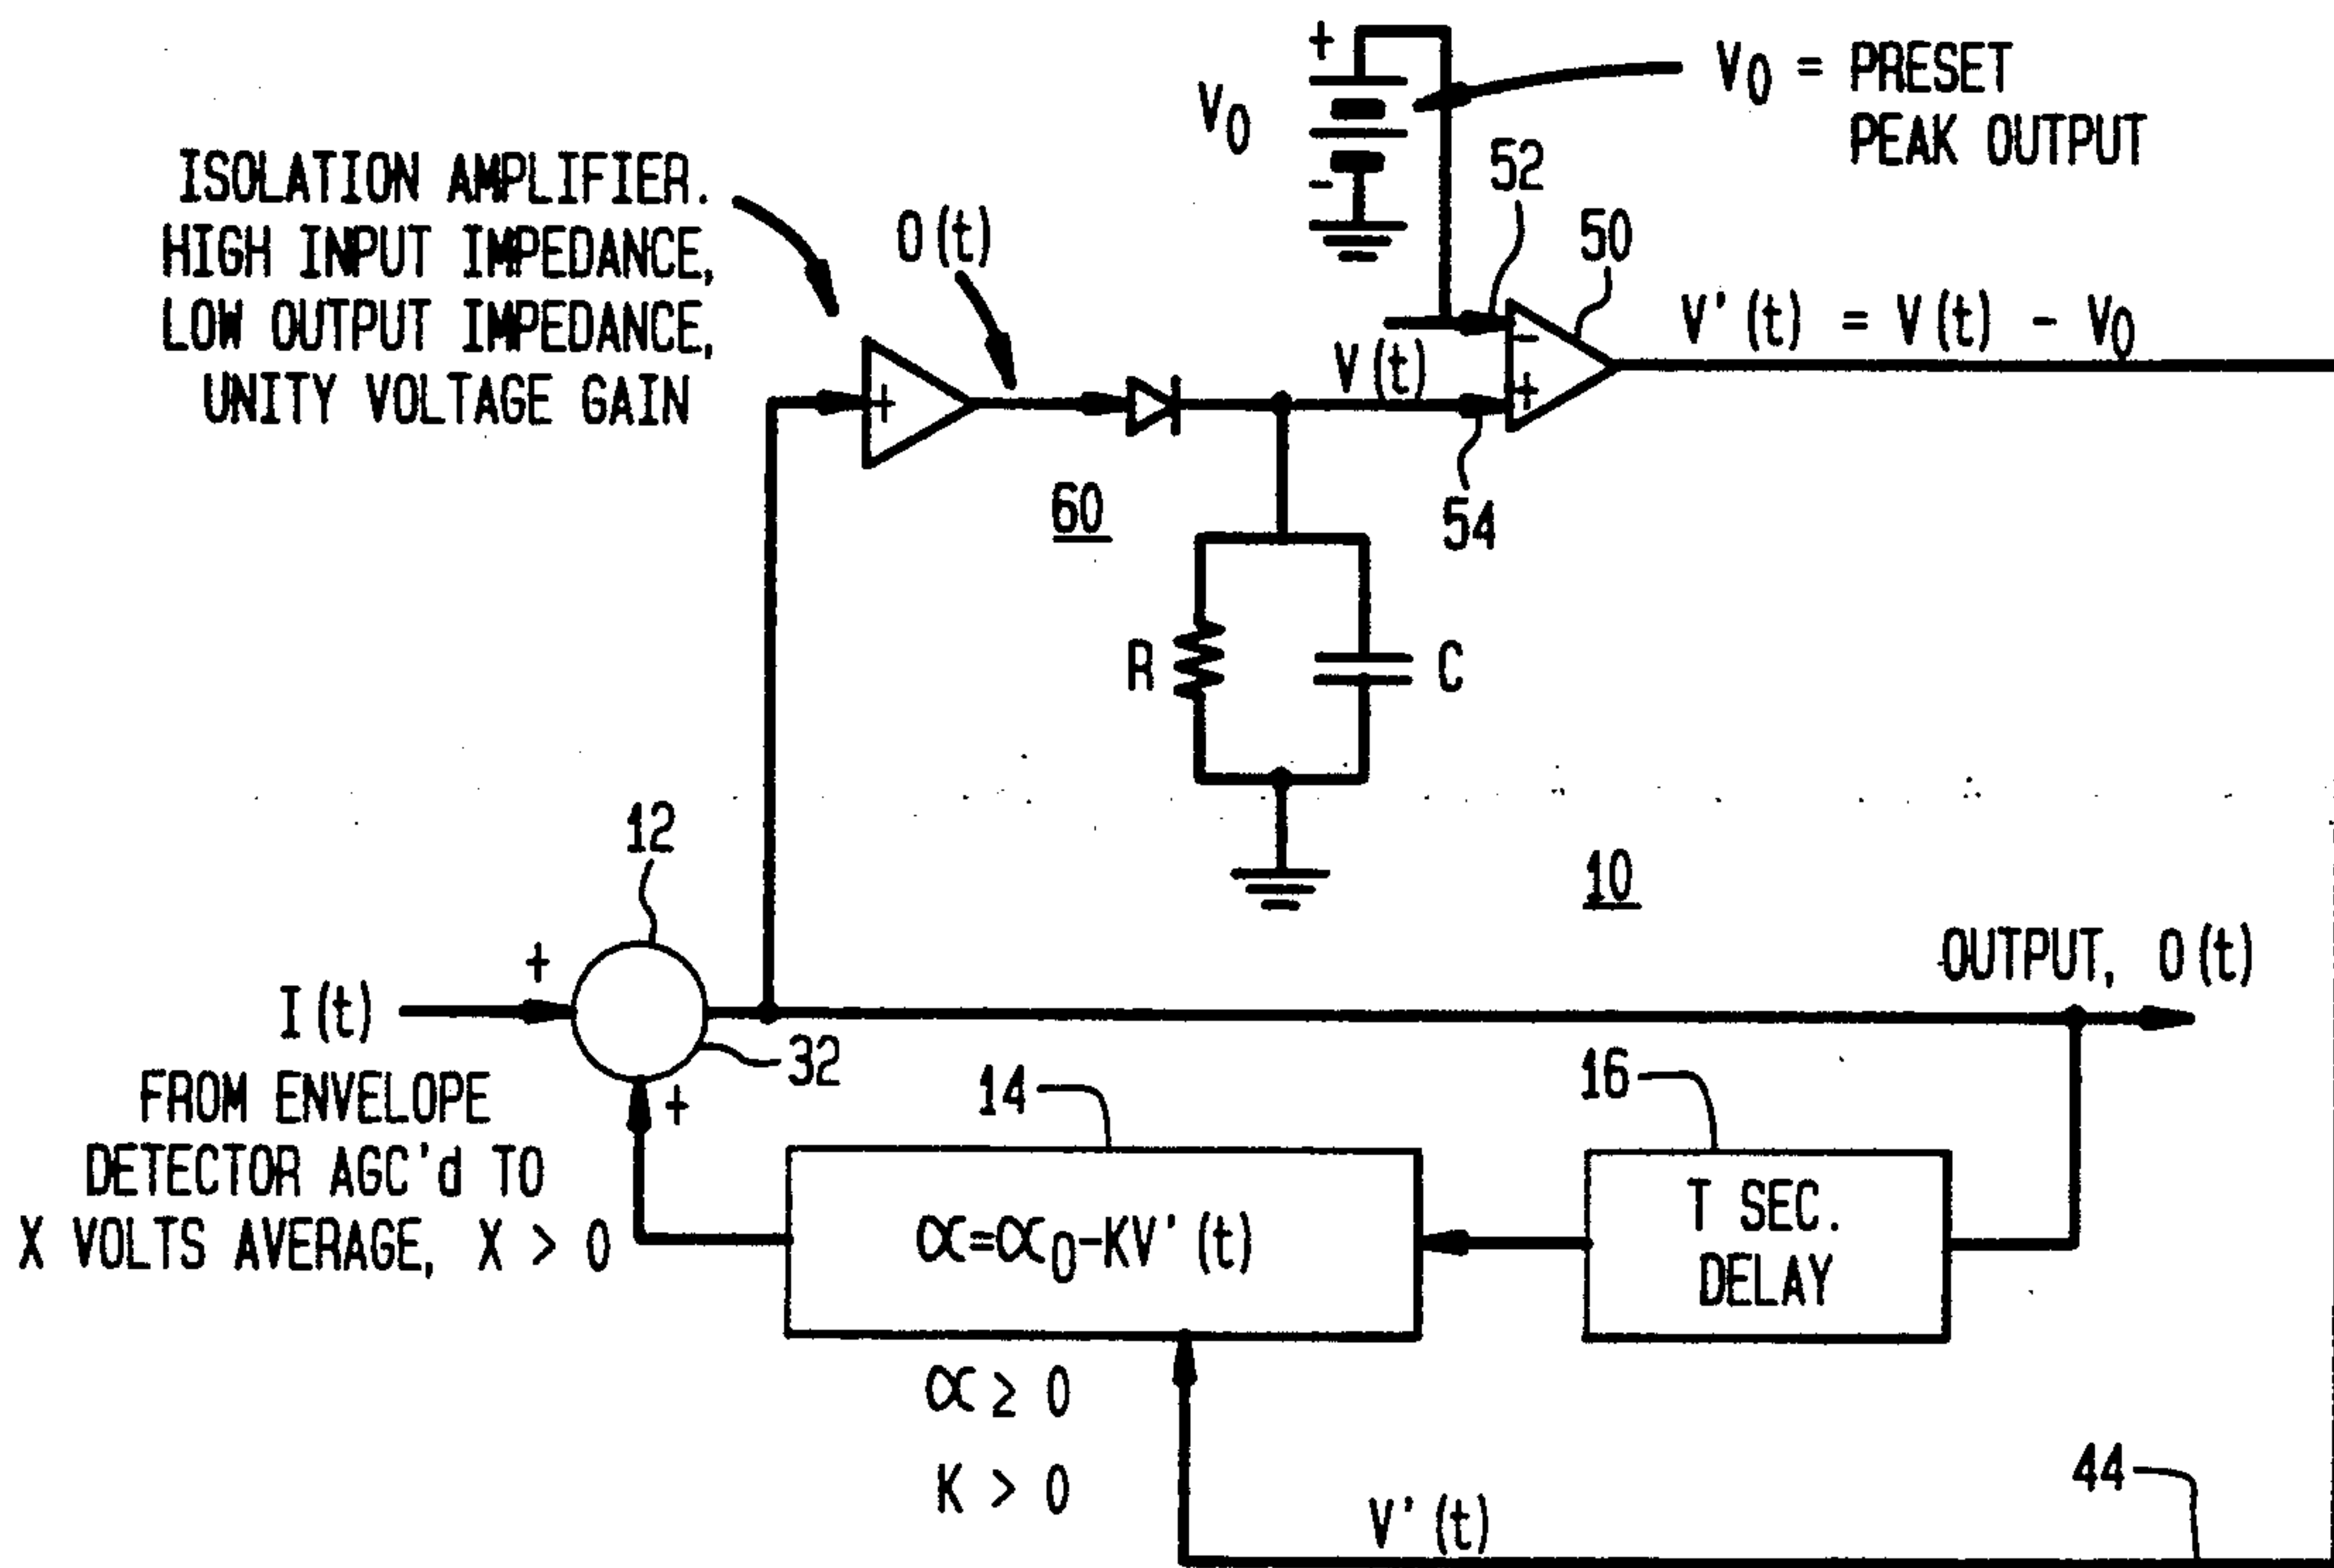 +
V0
-
V0 = PRESET
PEAK OUTPUT
ISOLATION AMPLIFIER.
HIGH INPUT IMPEDANCE,
LOW OUTPUT IMPEDANCE,
UNITY VOLTAGE GAIN
O(t)
52
50
V'(t) = V(t) - V0
V(t)
-
+
+
54
60
R
C
12
10
+
I(t)
OUTPUT, O(t)
32
+
FROM ENVELOPE
DETECTOR AGC'd TO
X VOLTS AVERAGE, X > 0
14
16
α=α0-KV'(t)
T SEC.
DELAY
α ≥ 0
K > 0
V'(t)
44